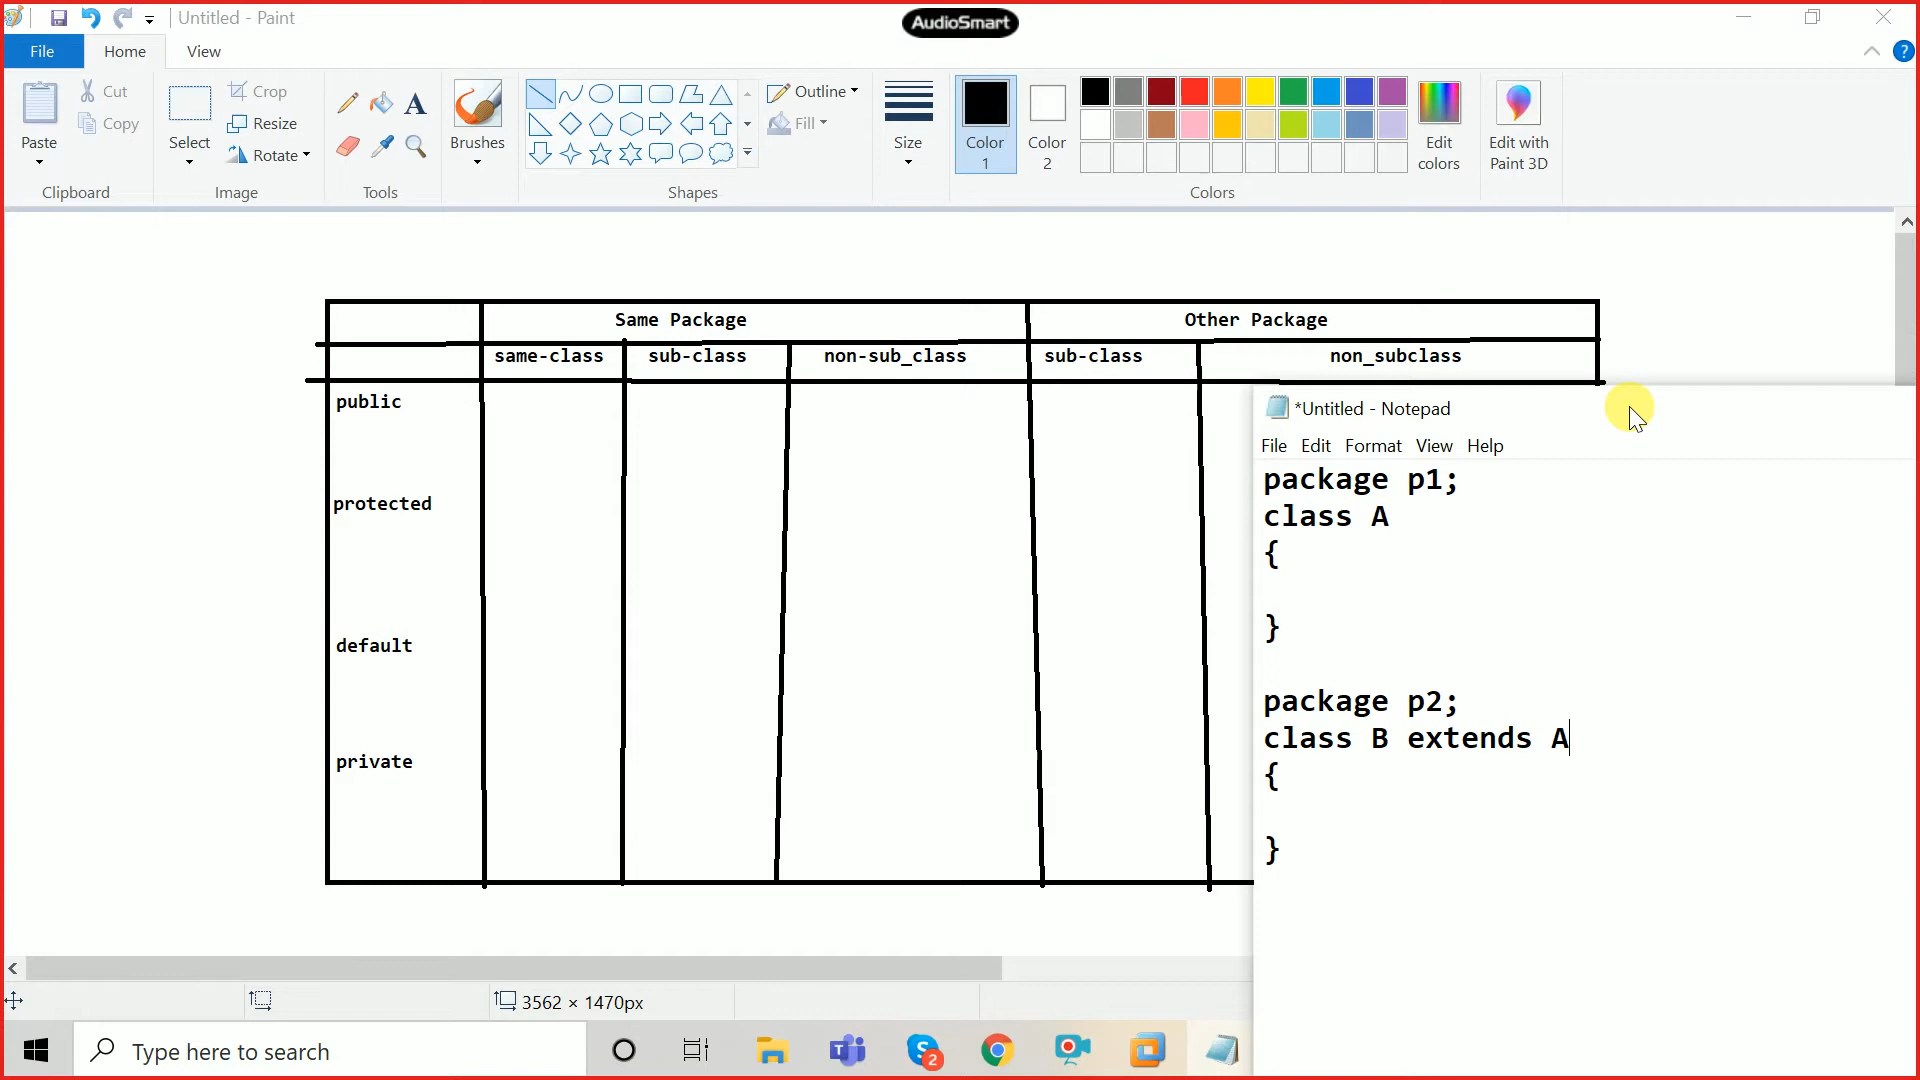 Untitled - Paint
AudioSmart
File Home View
Paste
Cut
Copy
Clipboard
Select
Crop
Resize
Rotate
Image
A
Tools
Brushes
Shapes
Outline
Fill
Size
Color 1
Color 2
Colors
Edit colors
Edit with Paint 3D
?
Same Package Other Package
same-class sub-class non-sub_class sub-class non_subclass
public
protected
default
private
*Untitled - Notepad
File Edit Format View Help
package p1;
class A
{
}
package p2;
class B extends A
{
}
3562 × 1470px
Type here to search
S 2